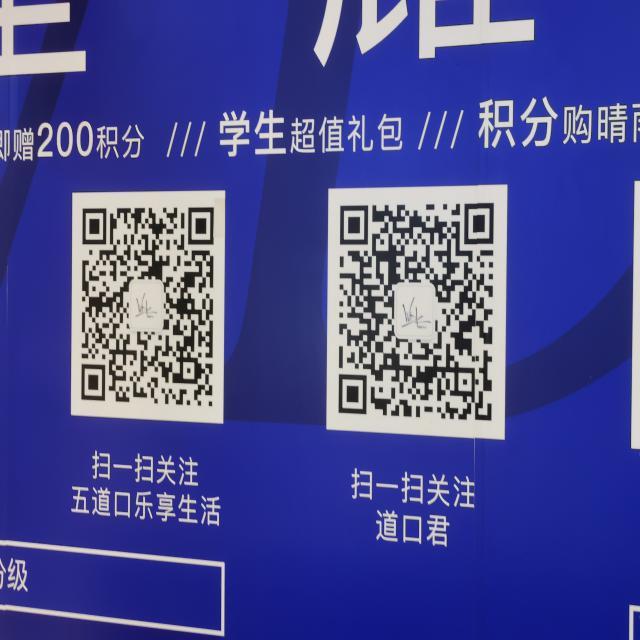 即赠200积分 /// 学生超值礼包 /// 积分购晴雨
扫一扫关注
五道口乐享生活
扫一扫关注
道口君
分级